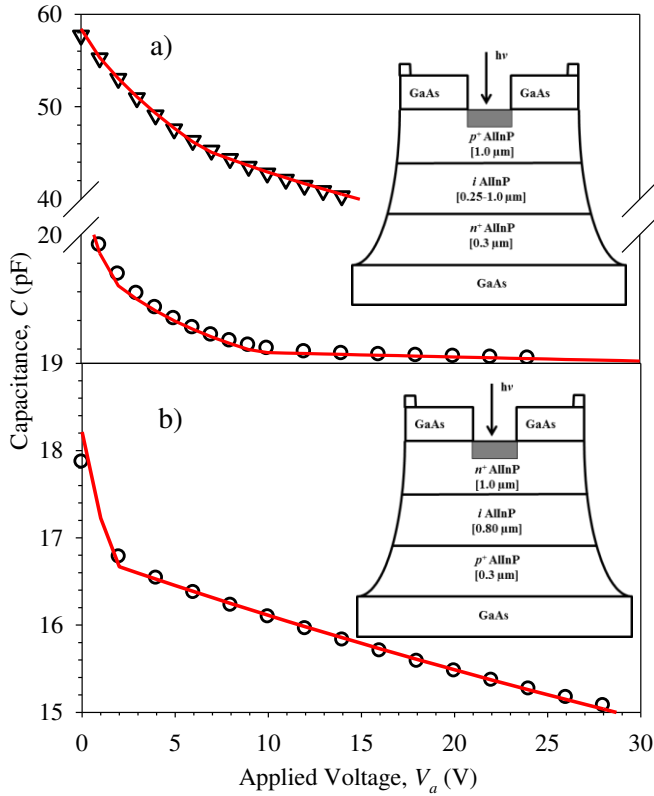 60
50
40
20
19
18
17
16
15
a)
hν
GaAs
GaAs
p⁺ AlInP
[1.0 µm]
i AlInP
[0.25-1.0 µm]
n⁺ AlInP
[0.3 µm]
GaAs
b)
hν
GaAs
GaAs
n⁺ AlInP
[1.0 µm]
i AlInP
[0.80 µm]
p⁺ AlInP
[0.3 µm]
GaAs
Capacitance, C (pF)
0 5 10 15 20 25 30
Applied Voltage, Vₐ (V)